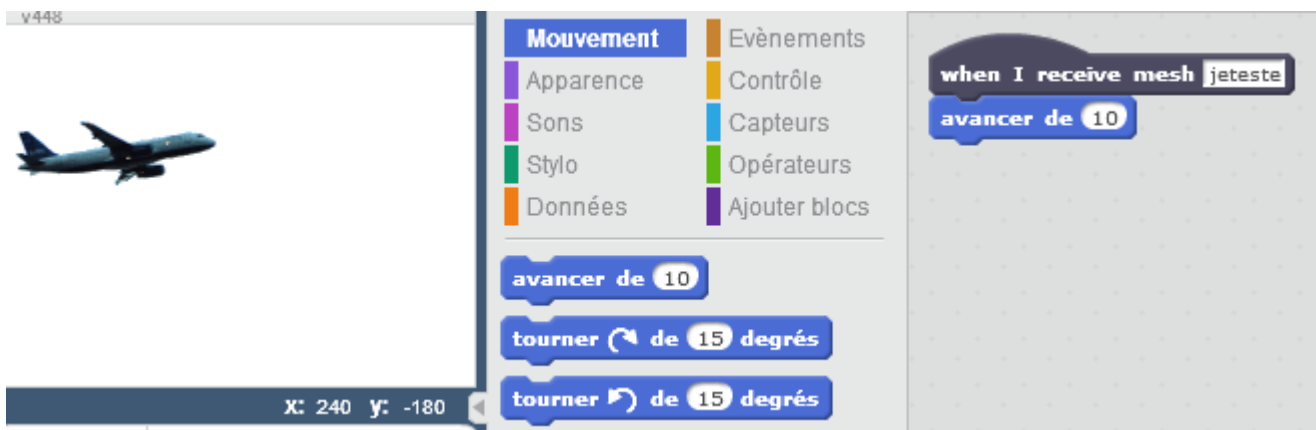 v448
Mouvement
Evènements
Apparence
Contrôle
Sons
Capteurs
Stylo
Opérateurs
Données
Ajouter blocs
avancer de 10
tourner de 15 degrés
tourner de 15 degrés
x: 240 y: -180
when I receive mesh jeteste
avancer de 10